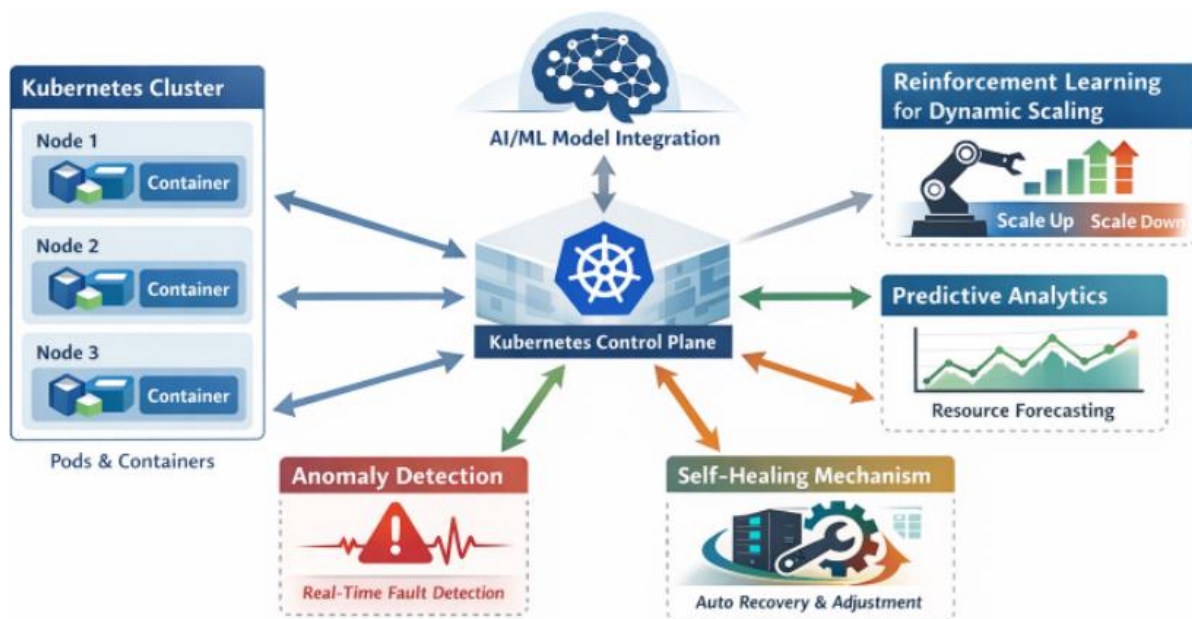 Kubernetes Cluster
Node 1
Container
Node 2
Container
Node 3
Container
Pods & Containers
AI/ML Model Integration
Kubernetes Control Plane
Reinforcement Learning
for Dynamic Scaling
Scale Up Scale Down
Predictive Analytics
Resource Forecasting
Anomaly Detection
Real-Time Fault Detection
Self-Healing Mechanism
Auto Recovery & Adjustment